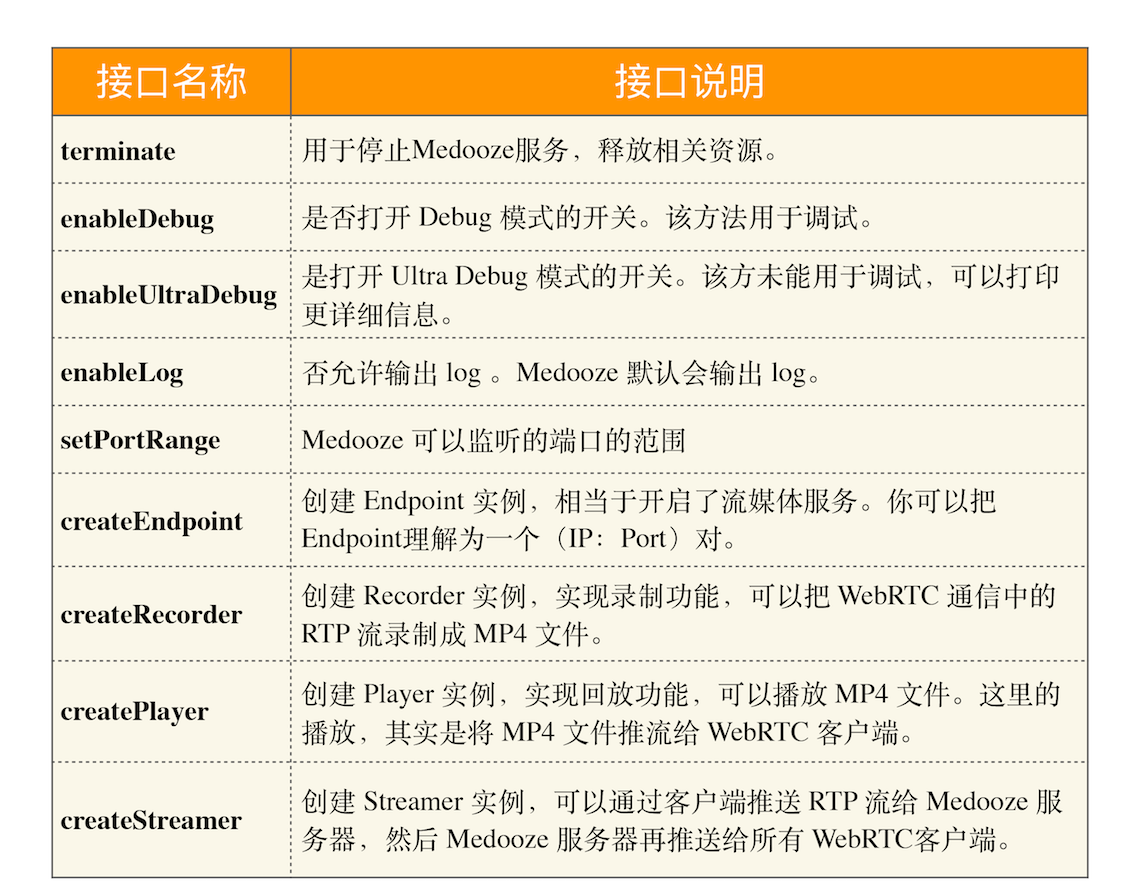 接口名称 接口说明
terminate 用于停止Medooze服务，释放相关资源。
enableDebug 是否打开 Debug 模式的开关。该方法用于调试。
enableUltraDebug 是打开 Ultra Debug 模式的开关。该方未能用于调试，可以打印
更详细信息。
enableLog 否允许输出 log 。Medooze 默认会输出 log。
setPortRange Medooze 可以监听的端口的范围
createEndpoint 创建 Endpoint 实例，相当于开启了流媒体服务。你可以把
Endpoint理解为一个（IP：Port）对。
createRecorder 创建 Recorder 实例，实现录制功能，可以把 WebRTC 通信中的
RTP 流录制成 MP4 文件。
createPlayer 创建 Player 实例，实现回放功能，可以播放 MP4 文件。这里的
播放，其实是将 MP4 文件推流给 WebRTC 客户端。
createStreamer 创建 Streamer 实例，可以通过客户端推送 RTP 流给 Medooze 服
务器，然后 Medooze 服务器再推送给所有 WebRTC客户端。